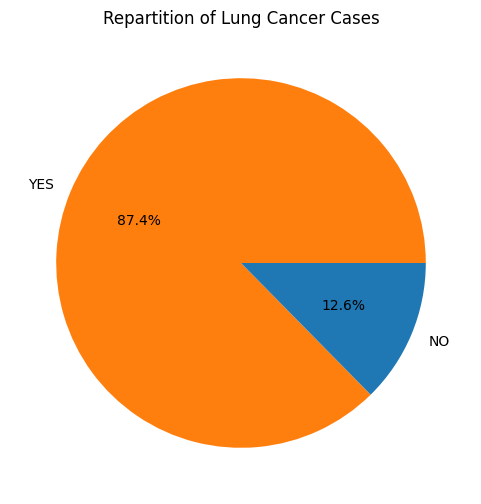 Repartition of Lung Cancer Cases
YES
87.4%
12.6%
NO